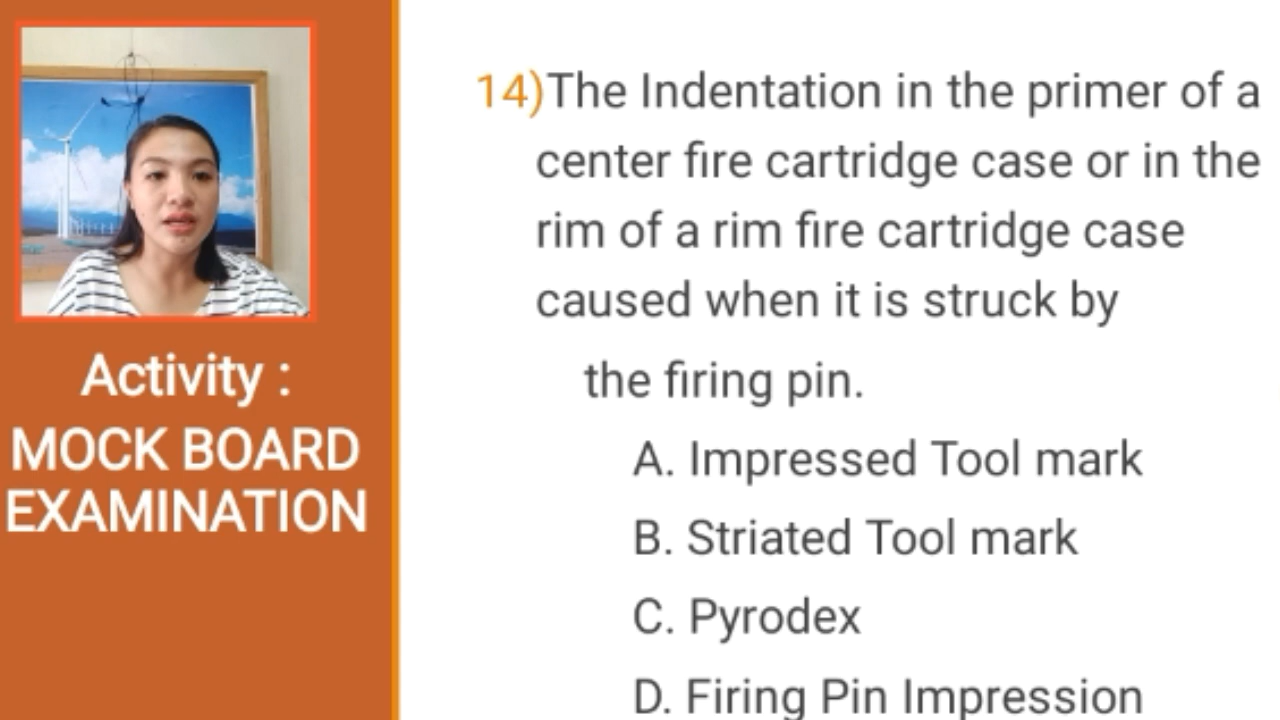 Activity :
MOCK BOARD
EXAMINATION
14)The Indentation in the primer of a
center fire cartridge case or in the
rim of a rim fire cartridge case
caused when it is struck by
the firing pin.
A. Impressed Tool mark
B. Striated Tool mark
C. Pyrodex
D. Firing Pin Impression